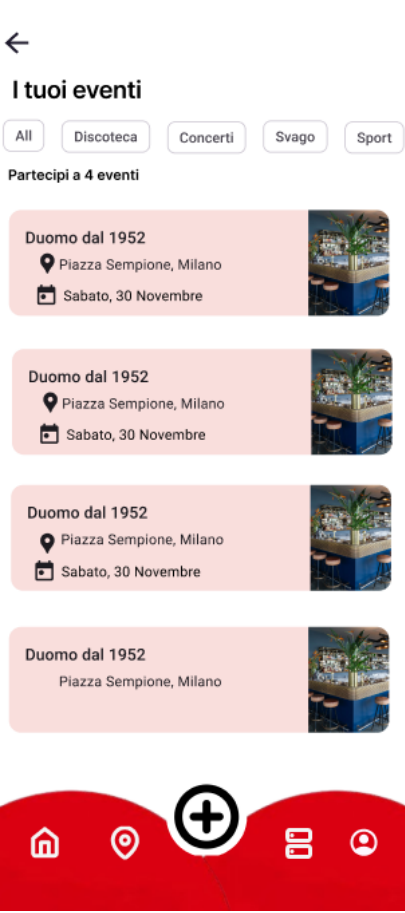 I tuoi eventi
All Discoteca Concerti Svago Sport
Partecipi a 4 eventi
Duomo dal 1952
Piazza Sempione, Milano
Sabato, 30 Novembre
Duomo dal 1952
Piazza Sempione, Milano
Sabato, 30 Novembre
Duomo dal 1952
Piazza Sempione, Milano
Sabato, 30 Novembre
Duomo dal 1952
Piazza Sempione, Milano